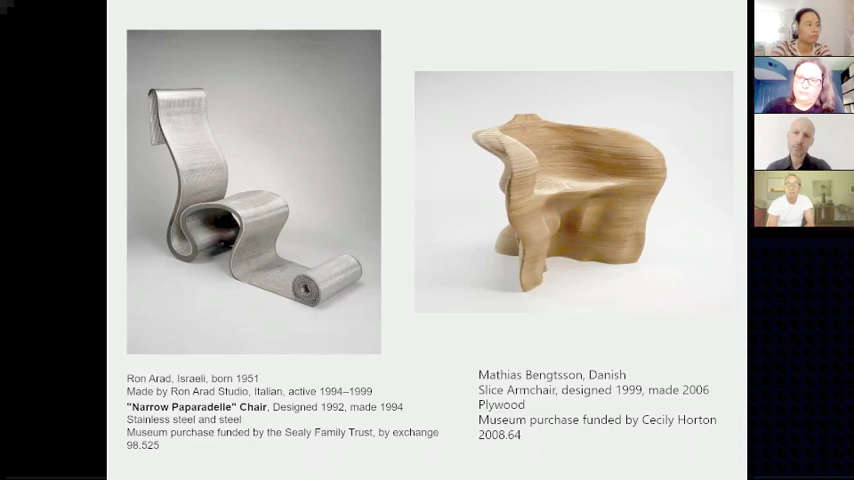 Ron Arad, Israeli, born 1951
Made by Ron Arad Studio, Italian, active 1994–1999
"Narrow Paparadelle" Chair, Designed 1992, made 1994
Stainless steel and steel
Museum purchase funded by the Sealy Family Trust, by exchange
98.525
Mathias Bengtsson, Danish
Slice Armchair, designed 1999, made 2006
Plywood
Museum purchase funded by Cecily Horton
2008.64